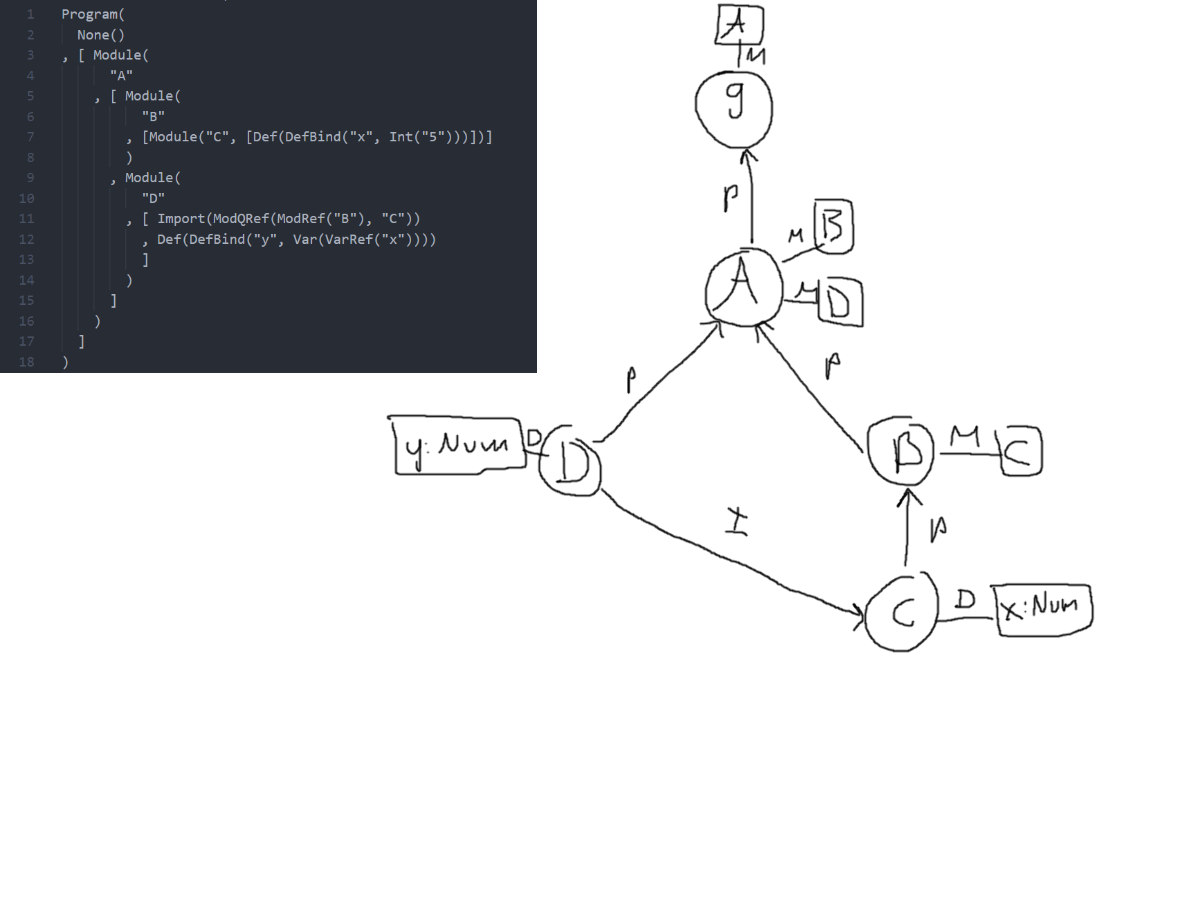 1 Program(
2 None()
3 , [ Module(
4 "A"
5 , [ Module(
6 "B"
7 , [Module("C", [Def(DefBind("x", Int("5")))])]
8 )
9 , Module(
10 "D"
11 , [ Import(ModQRef(ModRef("B"), "C"))
12 , Def(DefBind("y", Var(VarRef("x"))))
13 ]
14 )
15 ]
16 )
17 ]
18 )
A
M
g
P
B
M
A
M
D
P
P
y: Num
D
D
B
M
C
I
P
C
D
x: Num